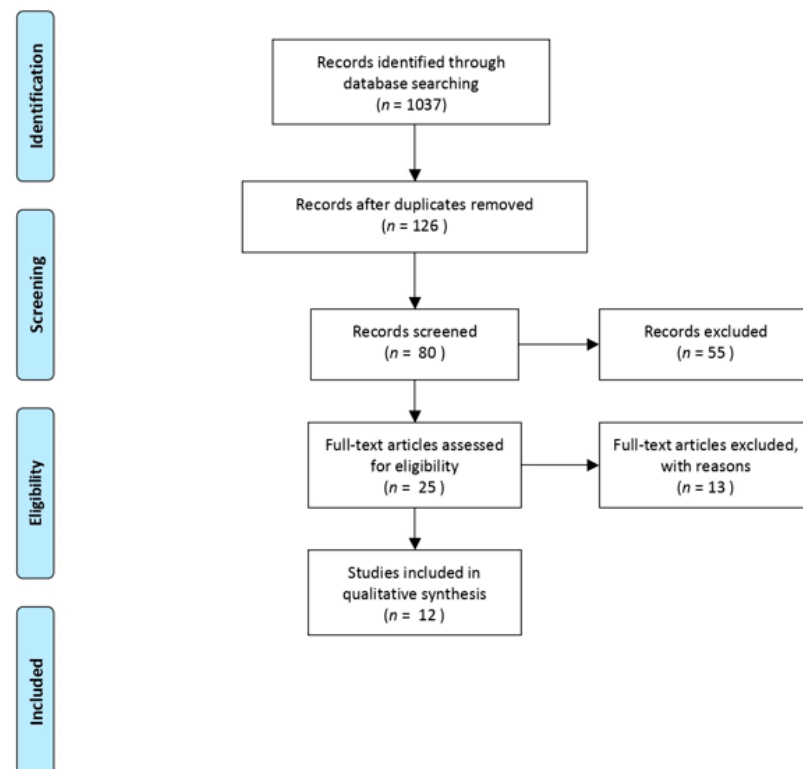 Identification
Records identified through
database searching
(n = 1037)
Records after duplicates removed
(n = 126 )
Screening
Records screened
(n = 80 )
Records excluded
(n = 55 )
Eligibility
Full-text articles assessed
for eligibility
(n = 25 )
Full-text articles excluded,
with reasons
(n = 13 )
Studies included in
qualitative synthesis
(n = 12 )
Included